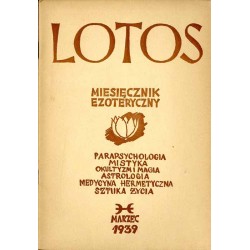 LOTOS
MIESIĘCZNIK
EZOTERYCZNY
PARAPSYCHOLOGIA
MISTYKA
OKULTYZM I MAGIA
ASTROLOGIA
MEDYCYNA HERMETYCZNA
SZTUKA ŻYCIA
MARZEC
1939